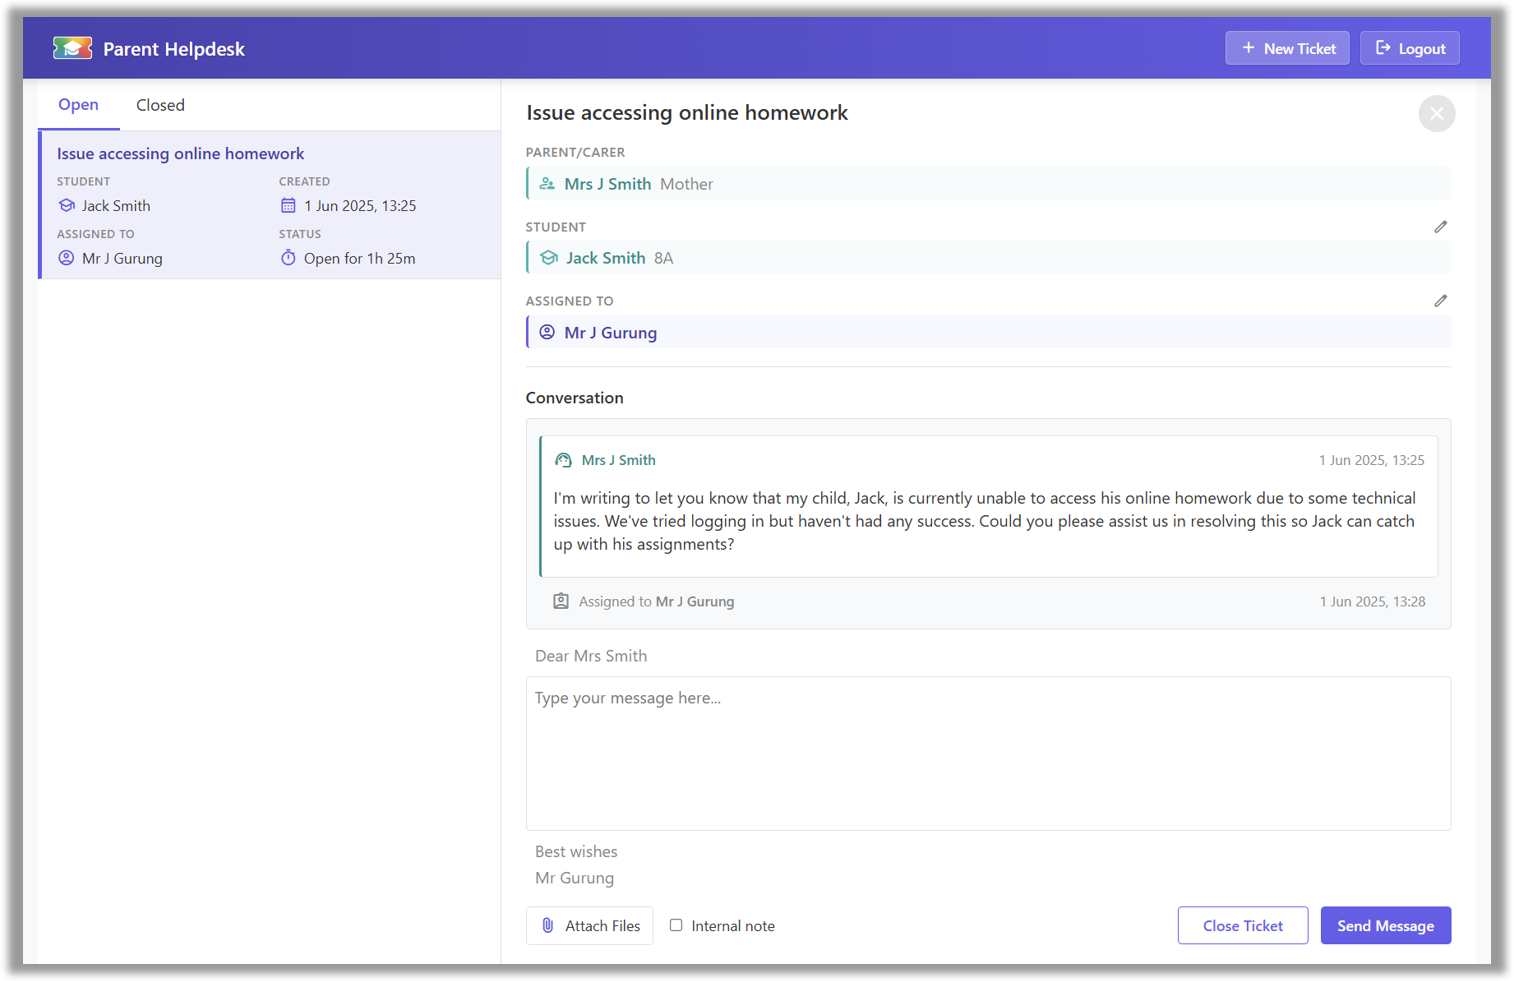 Parent Helpdesk
New Ticket
Logout
Open
Closed
Issue accessing online homework
STUDENT
CREATED
Jack Smith
1 Jun 2025, 13:25
ASSIGNED TO
STATUS
Mr J Gurung
Open for 1h 25m
Issue accessing online homework
PARENT/CARER
Mrs J Smith Mother
STUDENT
Jack Smith 8A
ASSIGNED TO
Mr J Gurung
Conversation
Mrs J Smith
1 Jun 2025, 13:25
I'm writing to let you know that my child, Jack, is currently unable to access his online homework due to some technical
issues. We've tried logging in but haven't had any success. Could you please assist us in resolving this so Jack can catch
up with his assignments?
Assigned to Mr J Gurung
1 Jun 2025, 13:28
Dear Mrs Smith
Type your message here...
Best wishes
Mr Gurung
Attach Files
Internal note
Close Ticket
Send Message